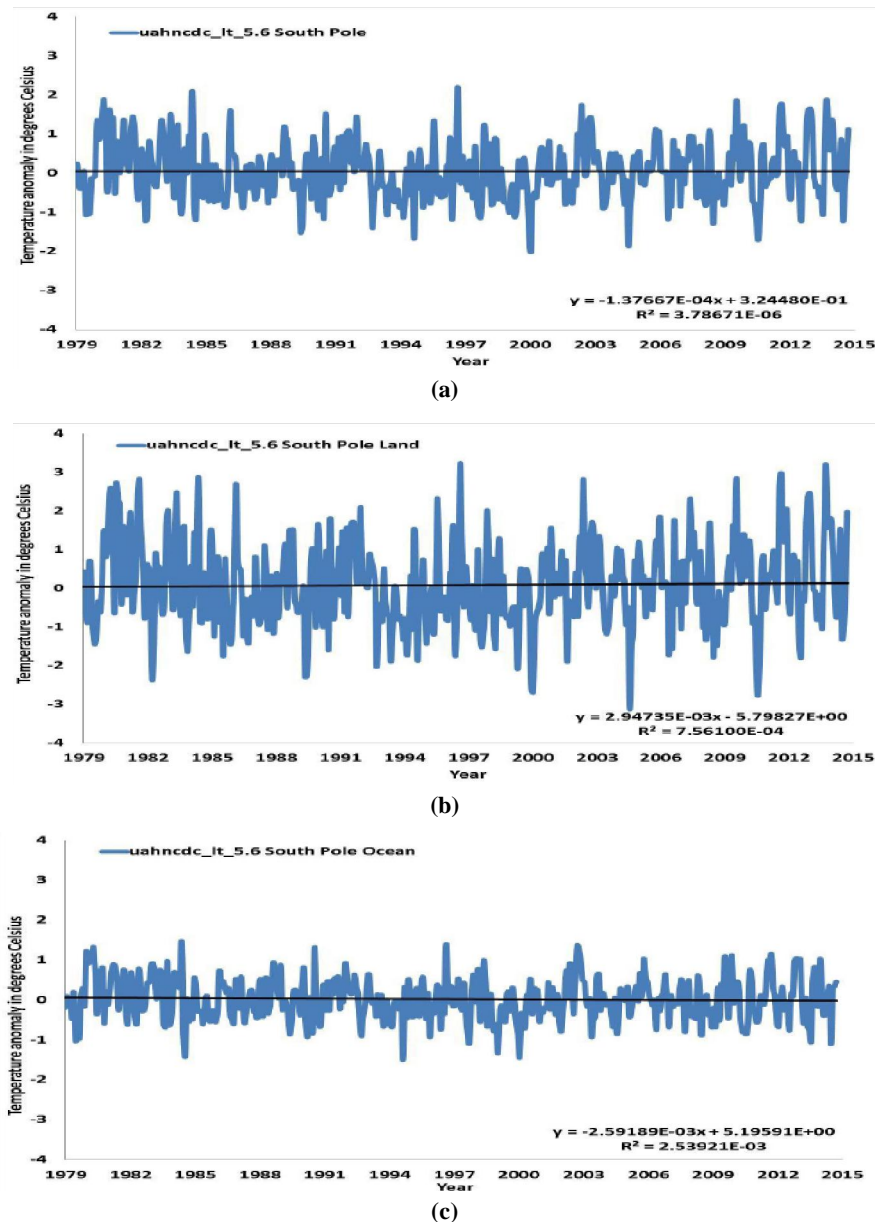 4
uahncdc_lt_5.6 South Pole
3
2
1
0
-1
-2
-3
-4
Temperature anomaly in degrees Celsius
y = -1.37667E-04x + 3.24480E-01
R² = 3.78671E-06
1979 1982 1985 1988 1991 1994 1997 2000 2003 2006 2009 2012 2015
Year
(a)
4
uahncdc_lt_5.6 South Pole Land
3
2
1
0
-1
-2
-3
-4
Temperature anomaly in degrees Celsius
y = 2.94735E-03x - 5.79827E+00
R² = 7.56100E-04
1979 1982 1985 1988 1991 1994 1997 2000 2003 2006 2009 2012 2015
Year
(b)
4
uahncdc_lt_5.6 South Pole Ocean
3
2
1
0
-1
-2
-3
-4
Temperature anomaly in degrees Celsius
y = -2.59189E-03x + 5.19591E+00
R² = 2.53921E-03
1979 1982 1985 1988 1991 1994 1997 2000 2003 2006 2009 2012 2015
Year
(c)